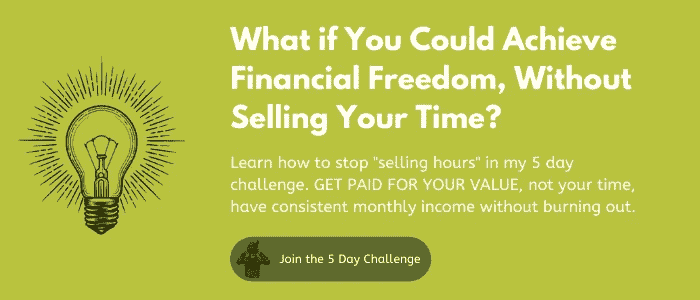 What if You Could Achieve
Financial Freedom, Without
Selling Your Time?
Learn how to stop "selling hours" in my 5 day
challenge. GET PAID FOR YOUR VALUE, not your time,
have consistent monthly income without burning out.
Join the 5 Day Challenge